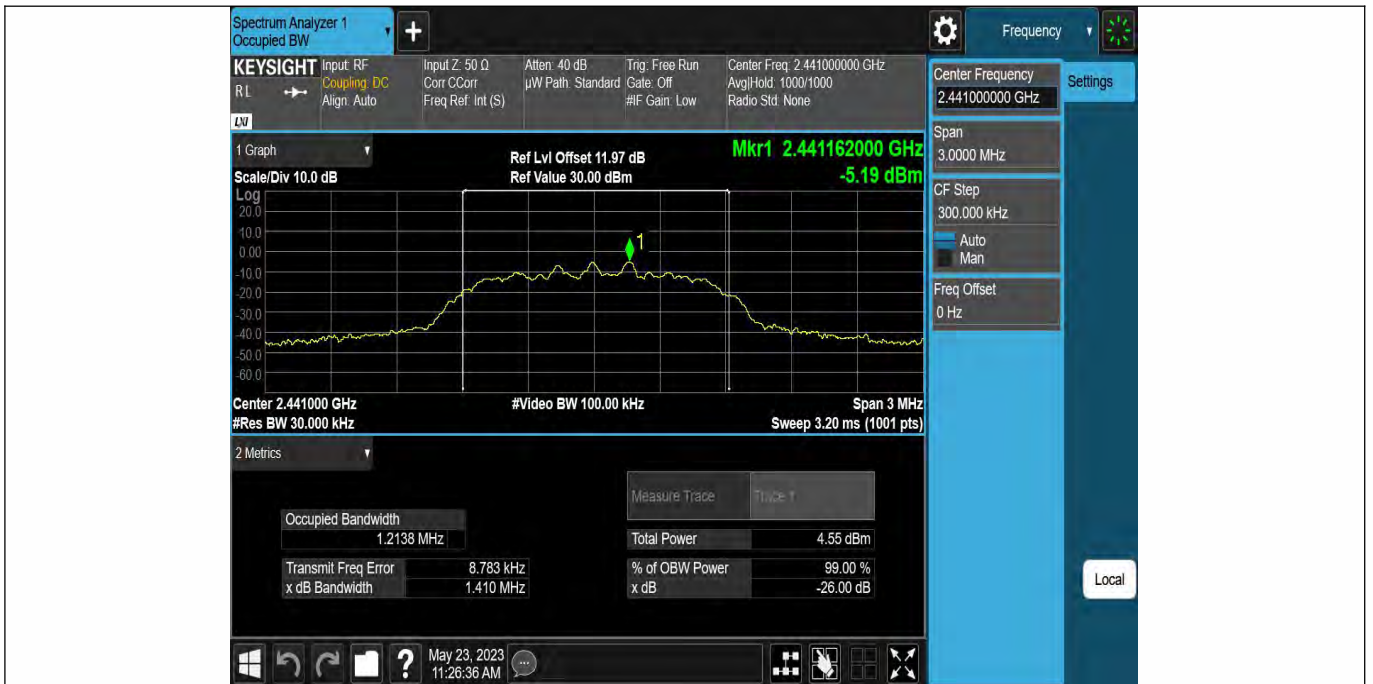 Spectrum Analyzer 1
Occupied BW
+
Frequency
KEYSIGHT
RL
LXI
Input: RF
Coupling: DC
Align: Auto
Input Z: 50 Ω
Corr CCorr
Freq Ref: Int (S)
Atten: 40 dB
µW Path: Standard
Trig: Free Run
Gate: Off
#IF Gain: Low
Center Freq: 2.441000000 GHz
Avg|Hold: 1000/1000
Radio Std: None
Center Frequency
2.441000000 GHz
Settings
Span
3.0000 MHz
CF Step
300.000 kHz
Auto
Man
Freq Offset
0 Hz
Local
1 Graph
Scale/Div 10.0 dB
Ref Lvl Offset 11.97 dB
Ref Value 30.00 dBm
Mkr1 2.441162000 GHz
-5.19 dBm
Log
20.0
10.0
0.00
-10.0
-20.0
-30.0
-40.0
-50.0
-60.0
1
Center 2.441000 GHz
#Video BW 100.00 kHz
Span 3 MHz
#Res BW 30.000 kHz
Sweep 3.20 ms (1001 pts)
2 Metrics
Measure Trace
Trace 1
Occupied Bandwidth
1.2138 MHz
Total Power 4.55 dBm
Transmit Freq Error 8.783 kHz
% of OBW Power 99.00 %
x dB Bandwidth 1.410 MHz
x dB -26.00 dB
?
May 23, 2023
11:26:36 AM